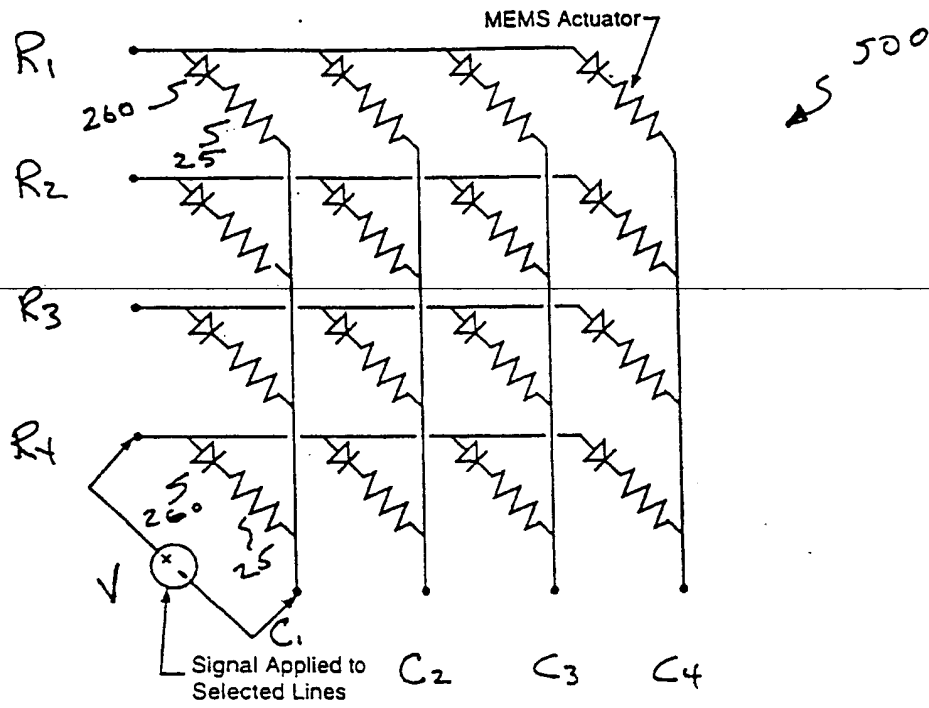 MEMS Actuator
R1
500
260
25
R2
R3
R4
260
25
V
+
-
C1
Signal Applied to
Selected Lines
C2
C3
C4